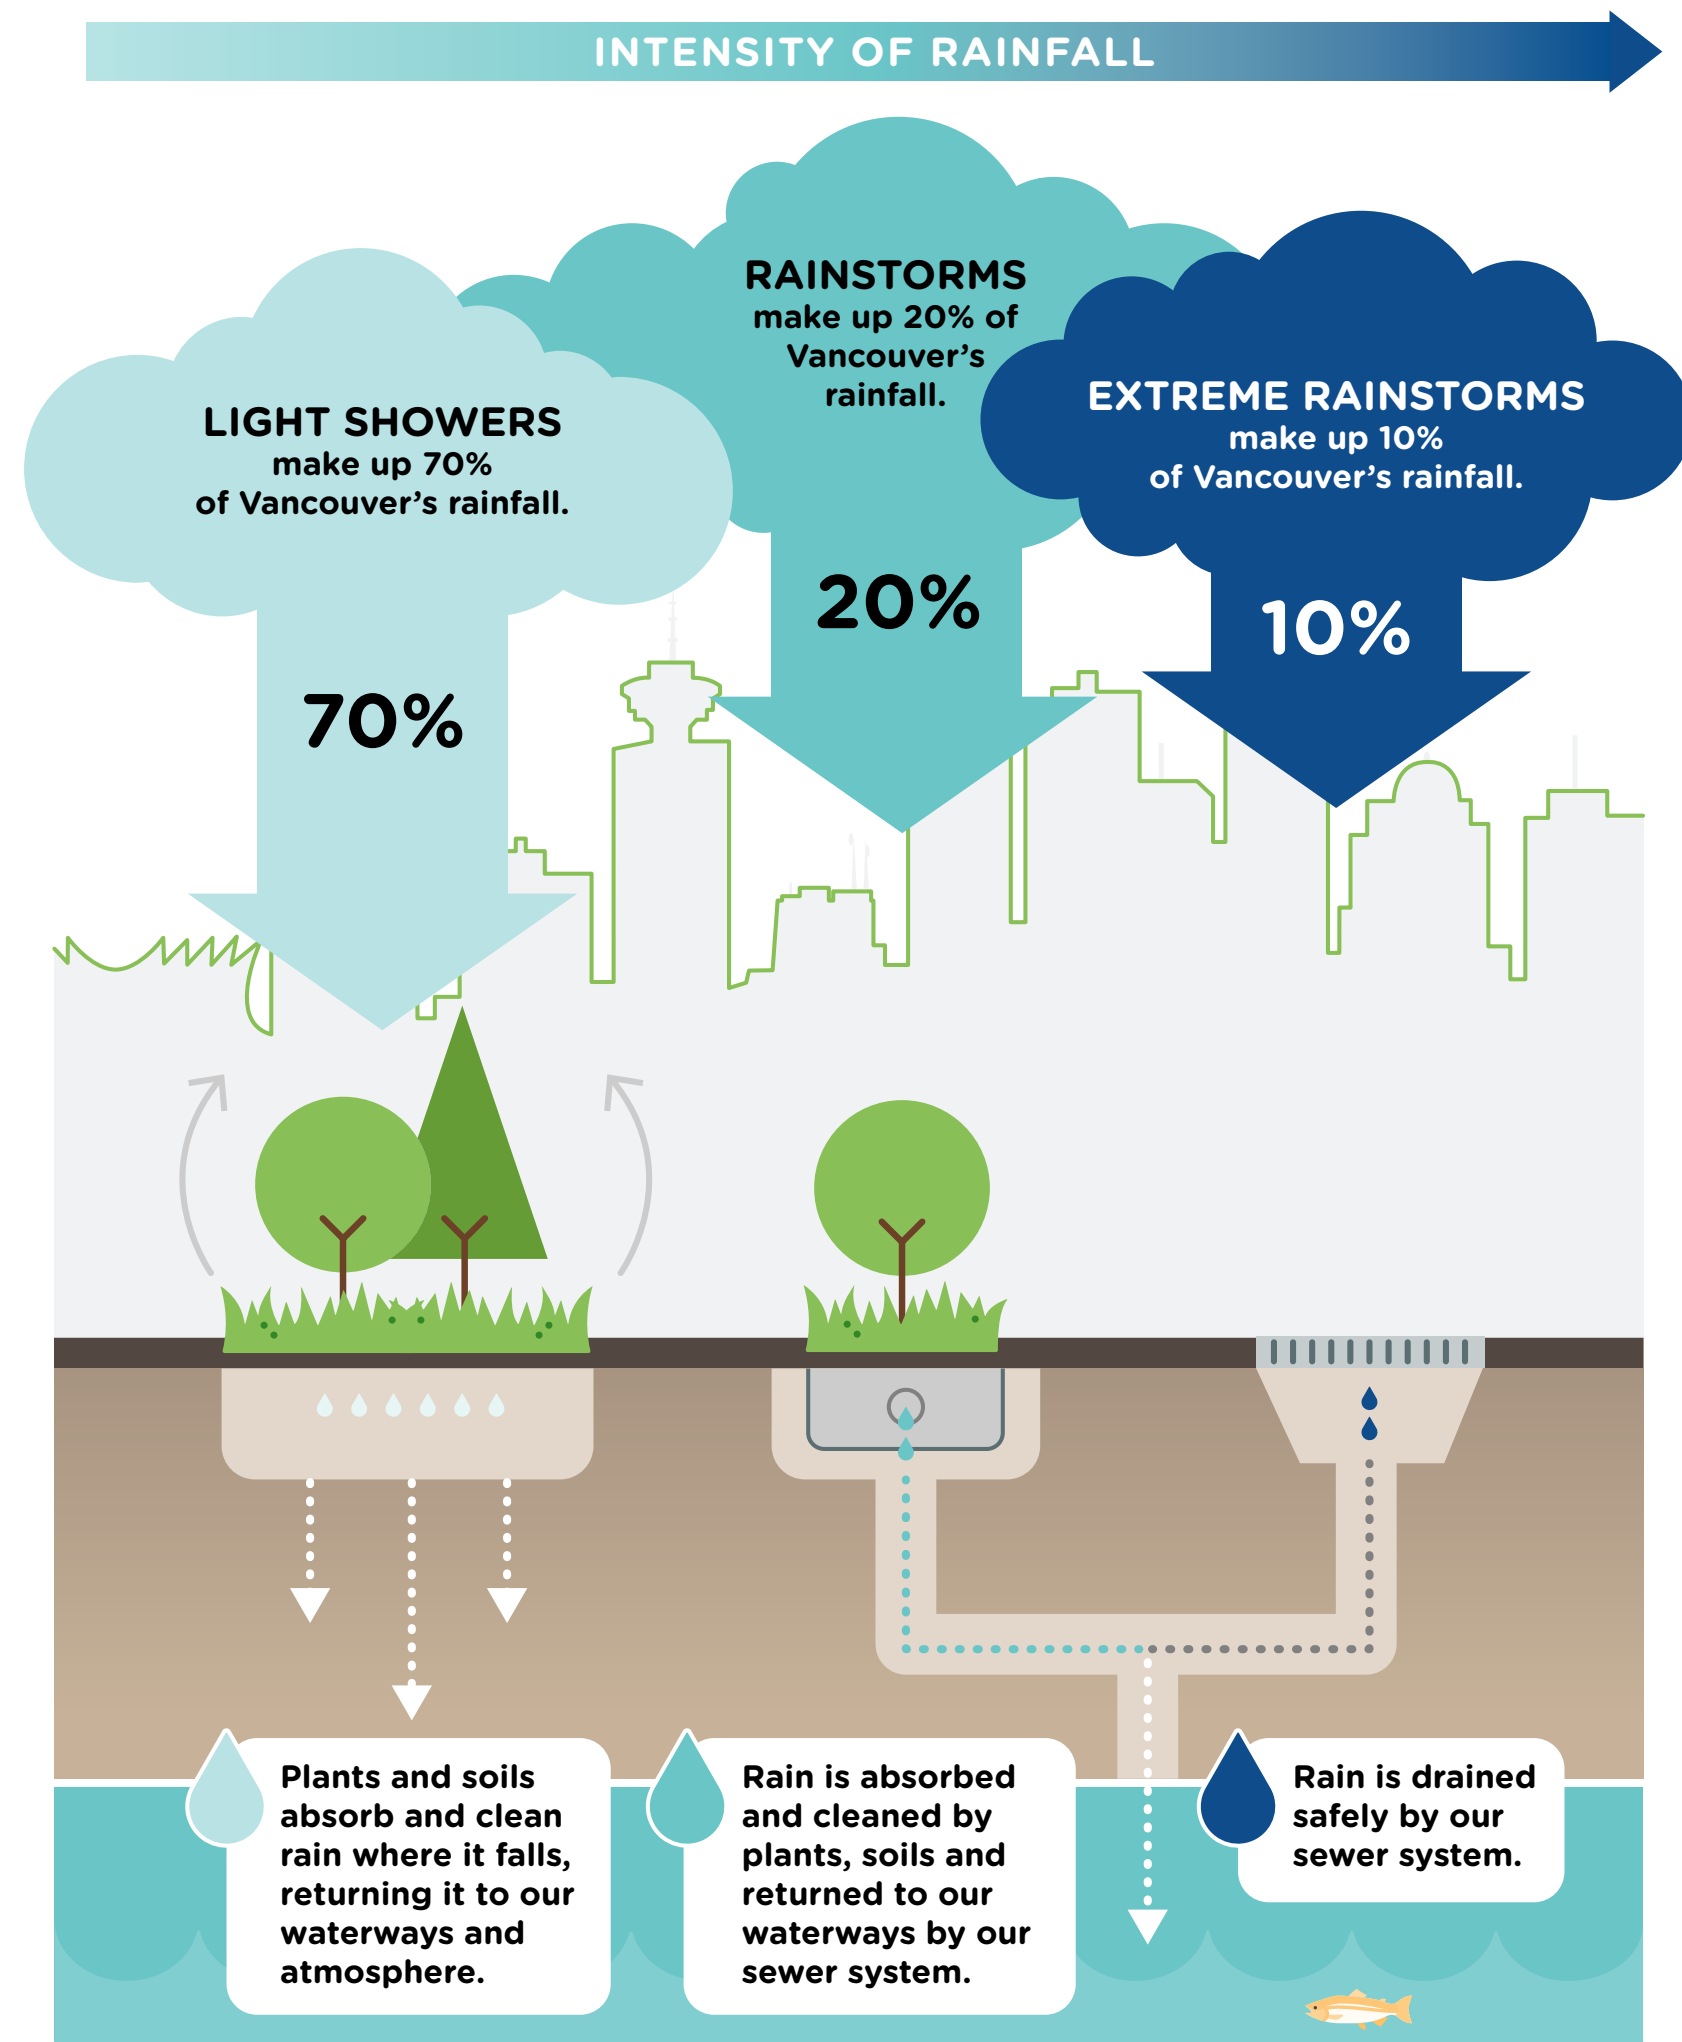 INTENSITY OF RAINFALL
LIGHT SHOWERS
make up 70%
of Vancouver’s rainfall.
70%
RAINSTORMS
make up 20% of
Vancouver’s
rainfall.
20%
EXTREME RAINSTORMS
make up 10%
of Vancouver’s rainfall.
10%
Plants and soils
absorb and clean
rain where it falls,
returning it to our
waterways and
atmosphere.
Rain is absorbed
and cleaned by
plants, soils and
returned to our
waterways by our
sewer system.
Rain is drained
safely by our
sewer system.